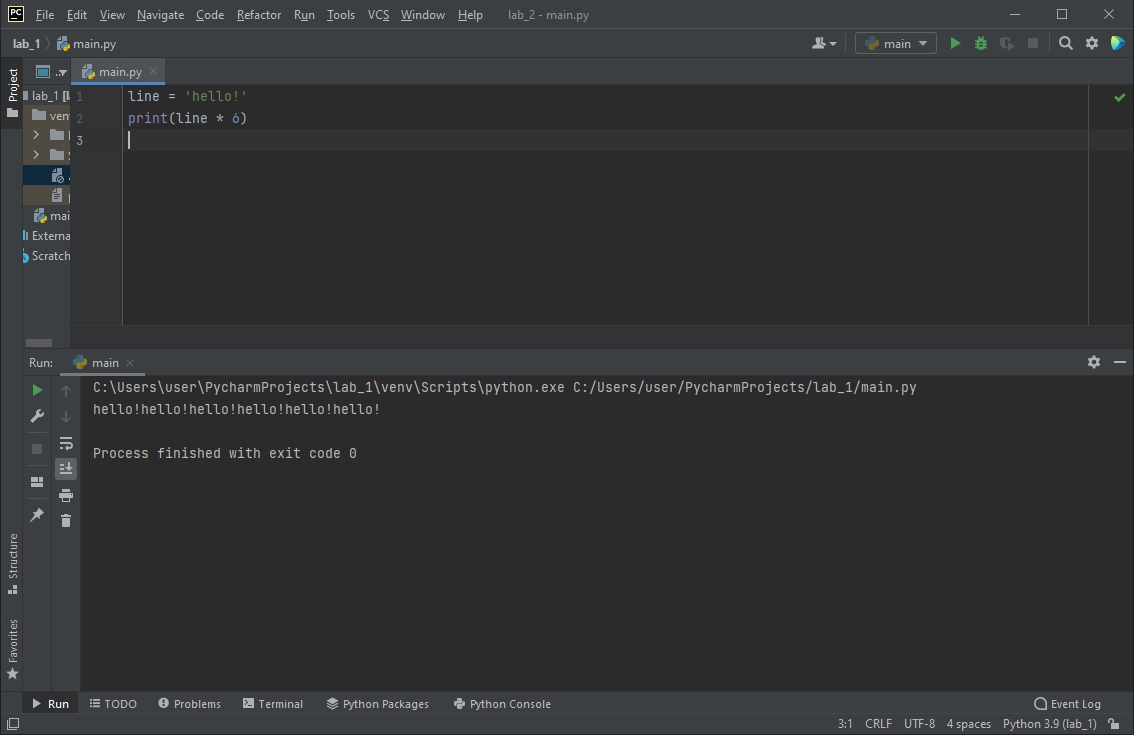 PC File Edit View Navigate Code Refactor Run Tools VCS Window Help lab_2 - main.py
lab_1 main.py main
Project .. main.py
lab_1 [l 1 line = 'hello!'
ven 2 print(line * 6)
3
mai
Externa
Scratch
Run: main
C:\Users\user\PycharmProjects\lab_1\venv\Scripts\python.exe C:/Users/user/PycharmProjects/lab_1/main.py
hello!hello!hello!hello!hello!hello!
Process finished with exit code 0
Structure
Favorites
Run TODO Problems Terminal Python Packages Python Console Event Log
3:1 CRLF UTF-8 4 spaces Python 3.9 (lab_1)